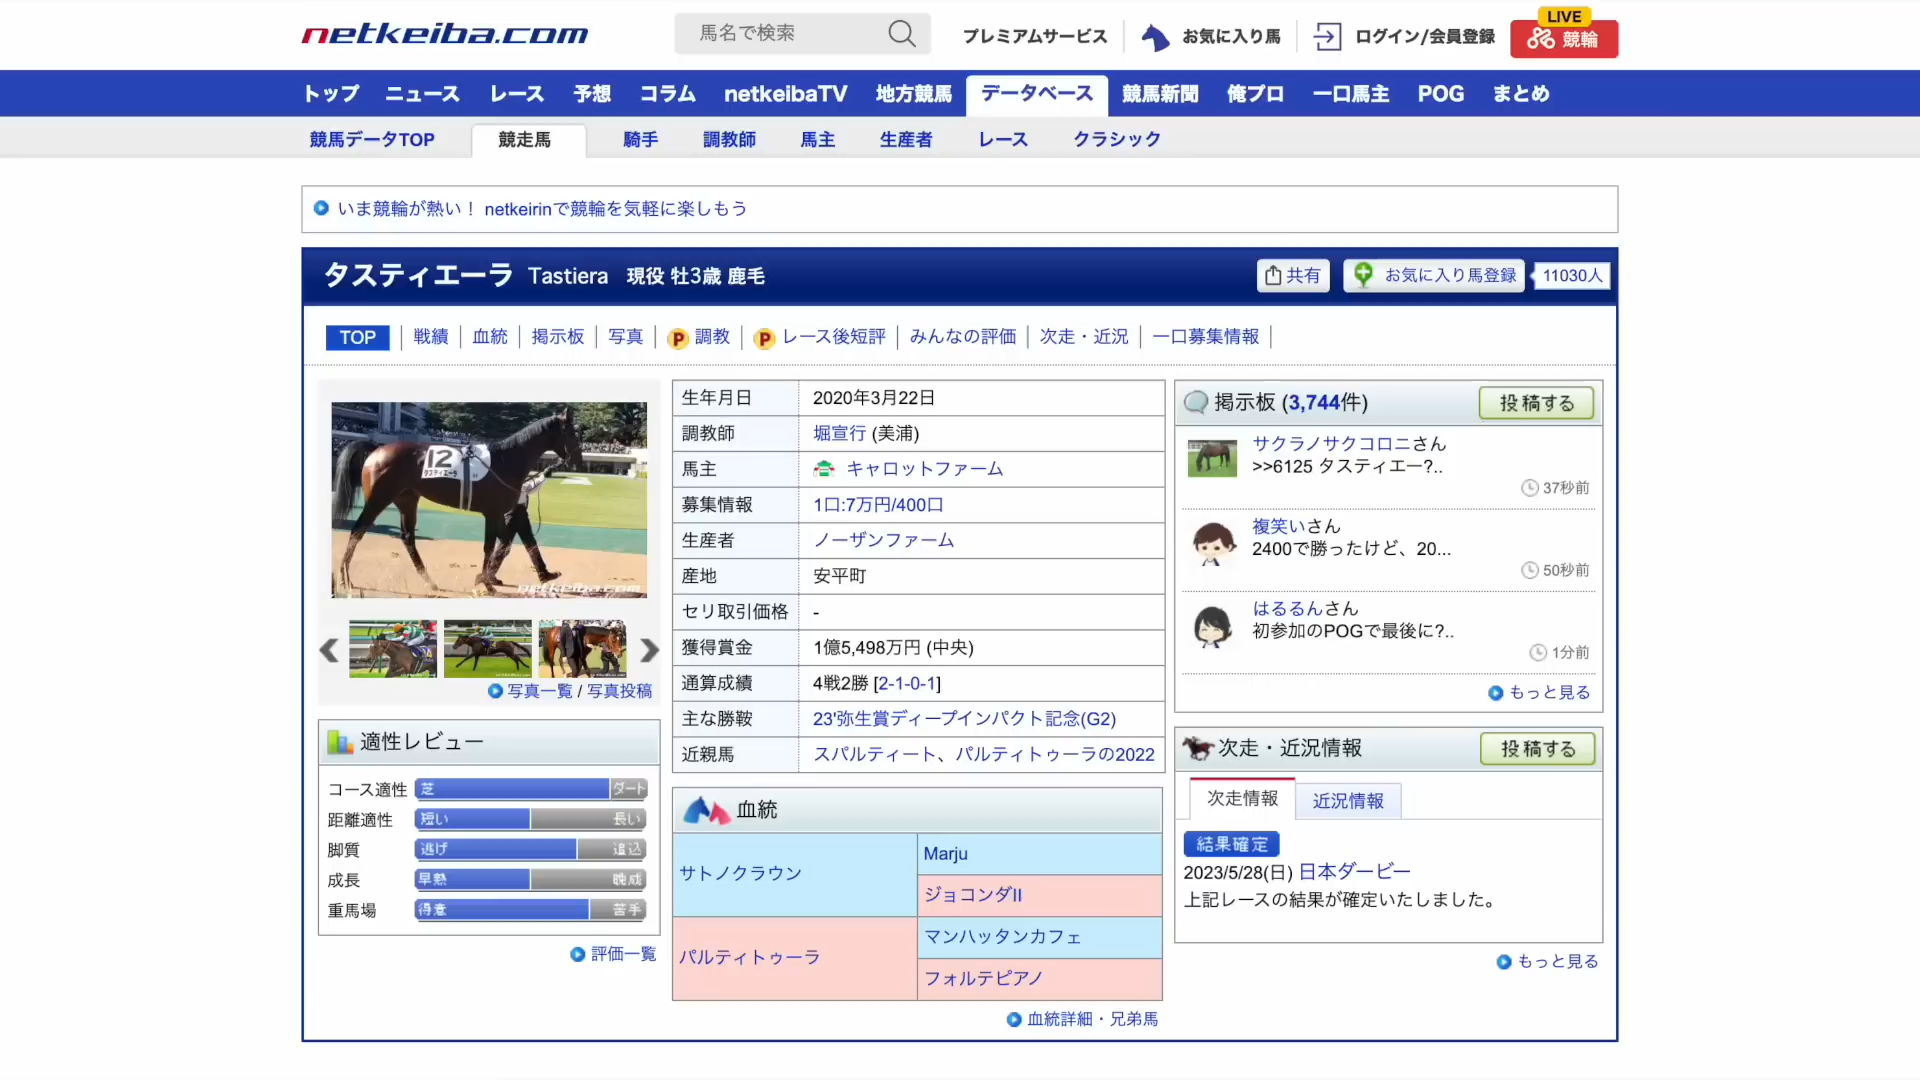 netkeiba.com
馬名で検索
プレミアムサービス
お気に入り馬
ログイン/会員登録
LIVE
競輪
トップ ニュース レース 予想 コラム netkeibaTV 地方競馬 データベース 競馬新聞 俺プロ 一口馬主 POG まとめ
競馬データTOP 競走馬 騎手 調教師 馬主 生産者 レース クラシック
いま競輪が熱い！ netkeirinで競輪を気軽に楽しもう
タスティエーラ Tastiera 現役 牡3歳 鹿毛
共有
お気に入り馬登録
11030人
TOP 戦績 血統 掲示板 写真 P 調教 P レース後短評 みんなの評価 次走・近況 一口募集情報
12
タスティエーラ
netkeiba.com
写真一覧 / 写真投稿
適性レビュー
コース適性 芝 ダート
距離適性 短い 長い
脚質 逃げ 追込
成長 早熟 晩成
重馬場 得意 苦手
評価一覧
生年月日 2020年3月22日
調教師 堀宣行 (美浦)
馬主 キャロットファーム
募集情報 1口:7万円/400口
生産者 ノーザンファーム
産地 安平町
セリ取引価格 -
獲得賞金 1億5,498万円 (中央)
通算成績 4戦2勝 [2-1-0-1]
主な勝鞍 23'弥生賞ディープインパクト記念(G2)
近親馬 スパルティート、パルティトゥーラの2022
血統
サトノクラウン
Marju
ジョコンダII
パルティトゥーラ
マンハッタンカフェ
フォルテピアノ
血統詳細・兄弟馬
掲示板 (3,744件)
投稿する
サクラノサクコロニさん
>>6125 タスティエー?..
37秒前
複笑いさん
2400で勝ったけど、20...
50秒前
はるるんさん
初参加のPOGで最後に?..
1分前
もっと見る
次走・近況情報
投稿する
次走情報 近況情報
結果確定
2023/5/28(日) 日本ダービー
上記レースの結果が確定いたしました。
もっと見る